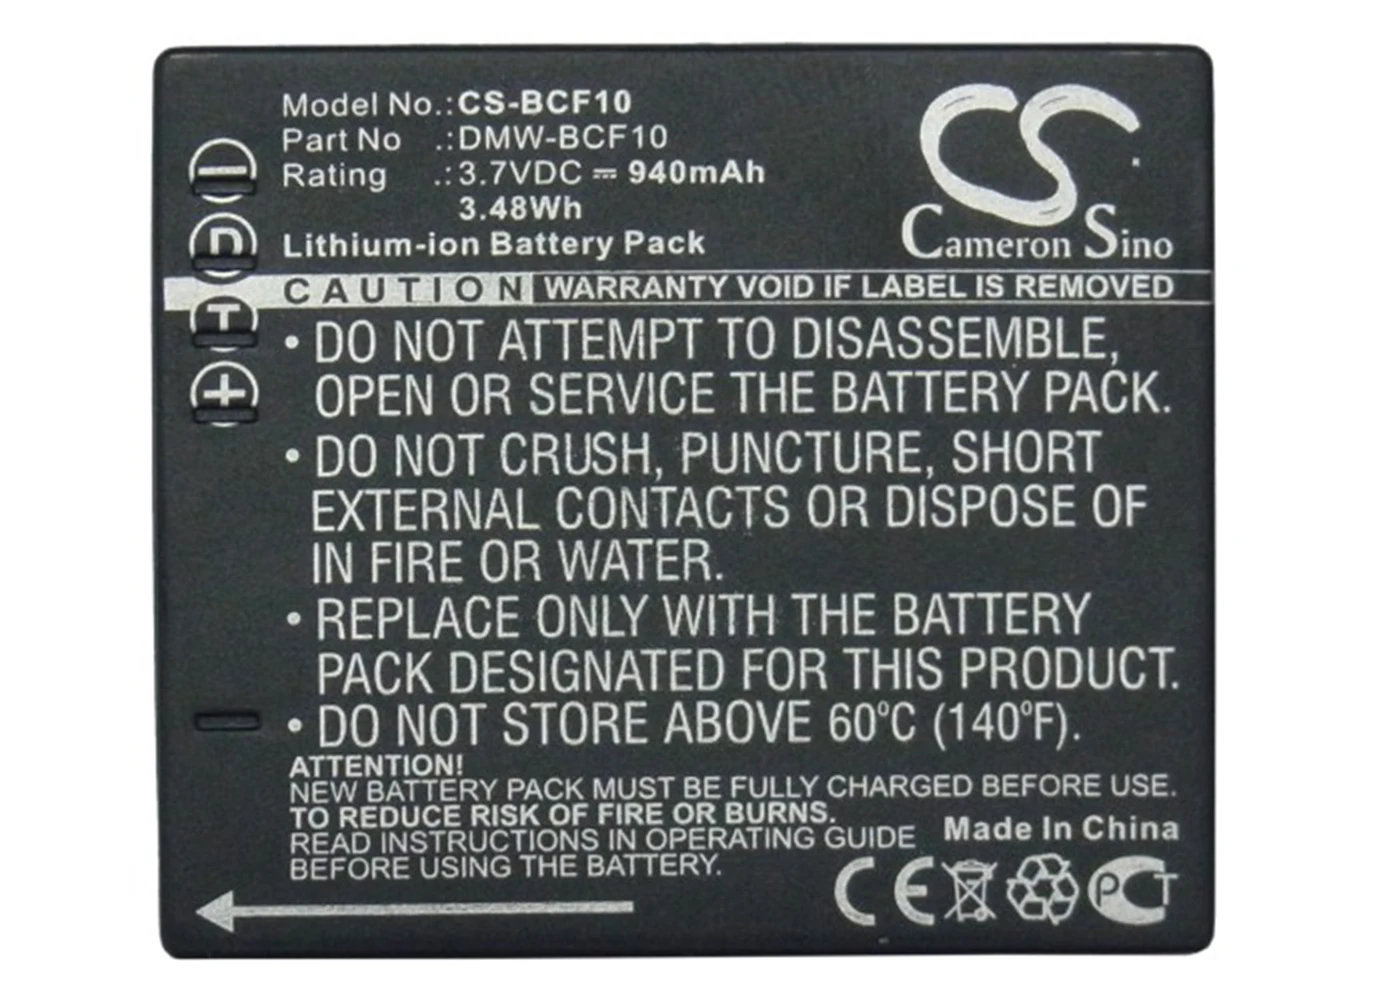 Model No.:CS-BCF10
Part No .:DMW-BCF10
Rating .:3.7VDC ⎓ 940mAh
3.48Wh
Lithium-ion Battery Pack
CS
Cameron Sino
− D T +
CAUTION WARRANTY VOID IF LABEL IS REMOVED
• DO NOT ATTEMPT TO DISASSEMBLE,
OPEN OR SERVICE THE BATTERY PACK.
• DO NOT CRUSH, PUNCTURE, SHORT
EXTERNAL CONTACTS OR DISPOSE OF
IN FIRE OR WATER.
• REPLACE ONLY WITH THE BATTERY
PACK DESIGNATED FOR THIS PRODUCT.
• DO NOT STORE ABOVE 60°C (140°F).
ATTENTION!
NEW BATTERY PACK MUST BE FULLY CHARGED BEFORE USE.
TO REDUCE RISK OF FIRE OR BURNS.
READ INSTRUCTIONS IN OPERATING GUIDE
BEFORE USING THE BATTERY.
Made In China
CE PCT